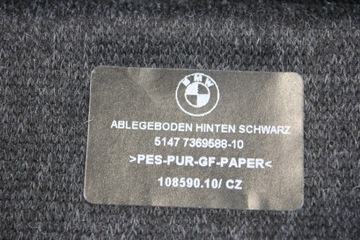 BMW
ABLEGEBODEN HINTEN SCHWARZ
5147 7369588-10
>PES-PUR-GF-PAPER<
108590.10/ CZ